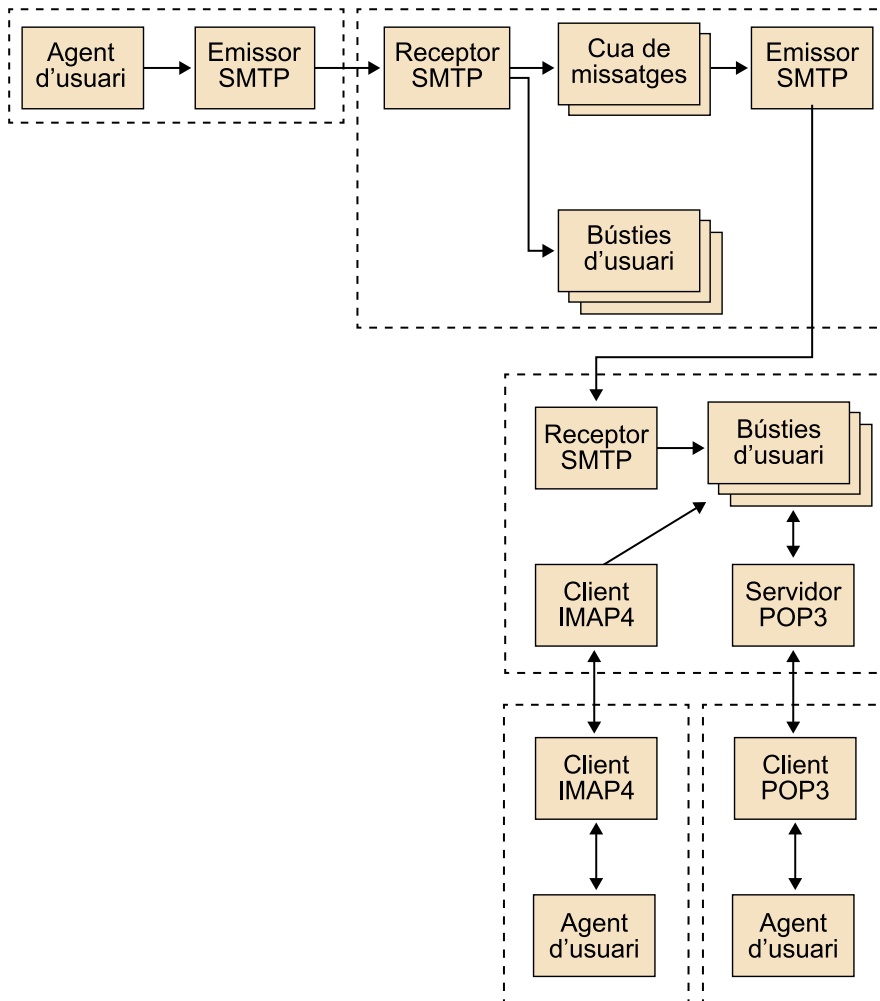 Agent
d'usuari
Emissor
SMTP
Receptor
SMTP
Cua de
missatges
Emissor
SMTP
Bústies
d'usuari
Receptor
SMTP
Bústies
d'usuari
Client
IMAP4
Servidor
POP3
Client
IMAP4
Client
POP3
Agent
d'usuari
Agent
d'usuari